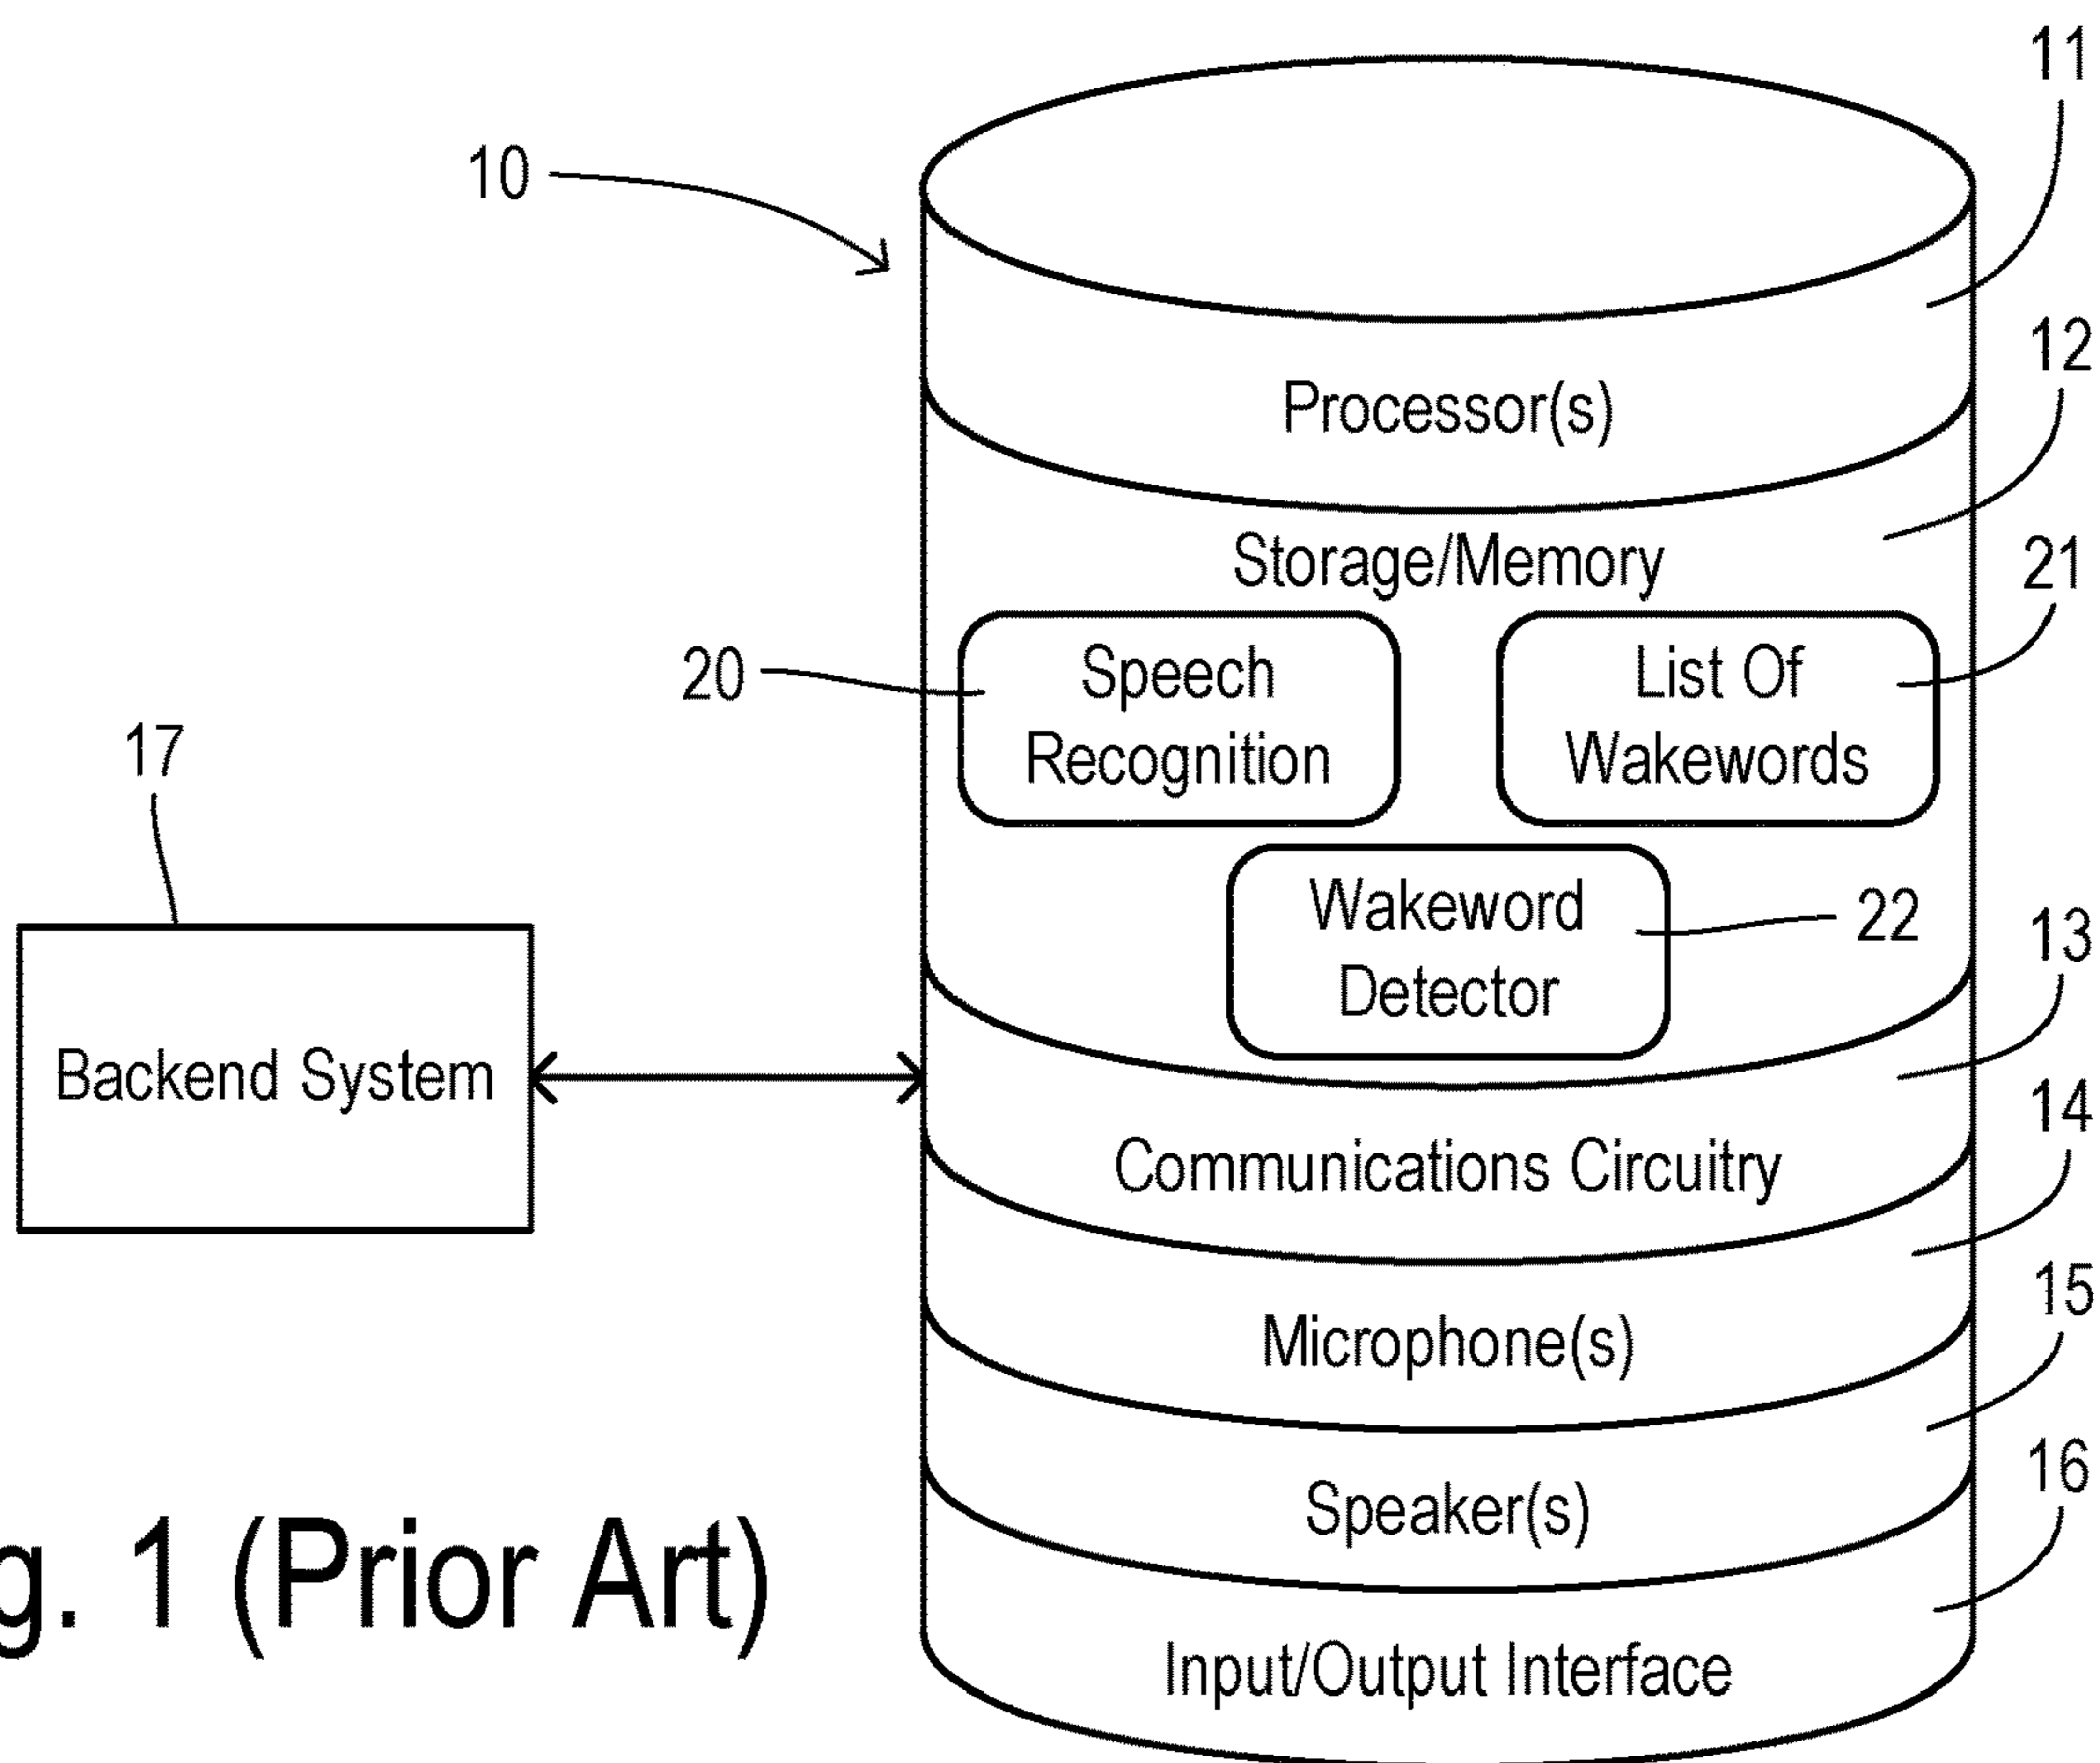 11
10
12
Processor(s)
Storage/Memory
21
20
Speech
Recognition
List Of
Wakewords
17
Wakeword
Detector
22
13
Backend System
14
Communications Circuitry
15
Microphone(s)
16
Speaker(s)
g. 1 (Prior Art)
Input/Output Interface